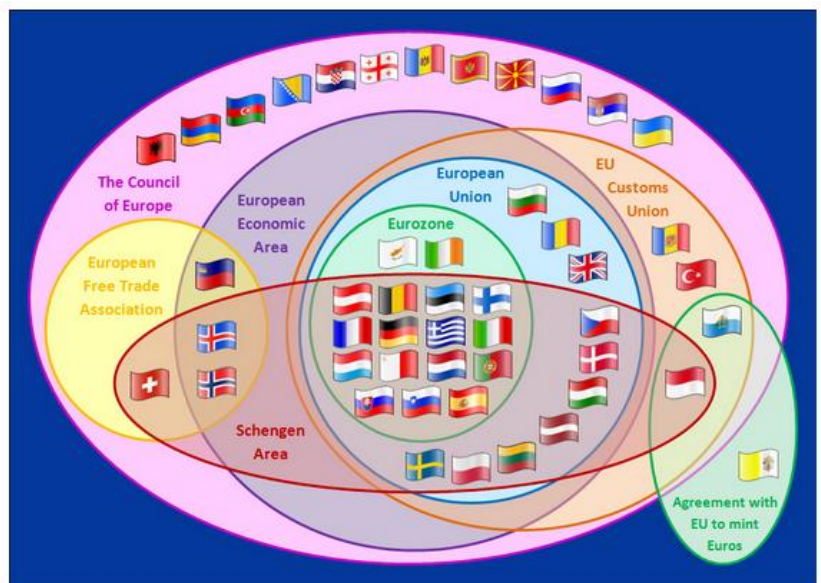 The Council
of Europe
European
Economic
Area
European
Union
EU
Customs
Union
Eurozone
European
Free Trade
Association
Schengen
Area
Agreement with
EU to mint
Euros